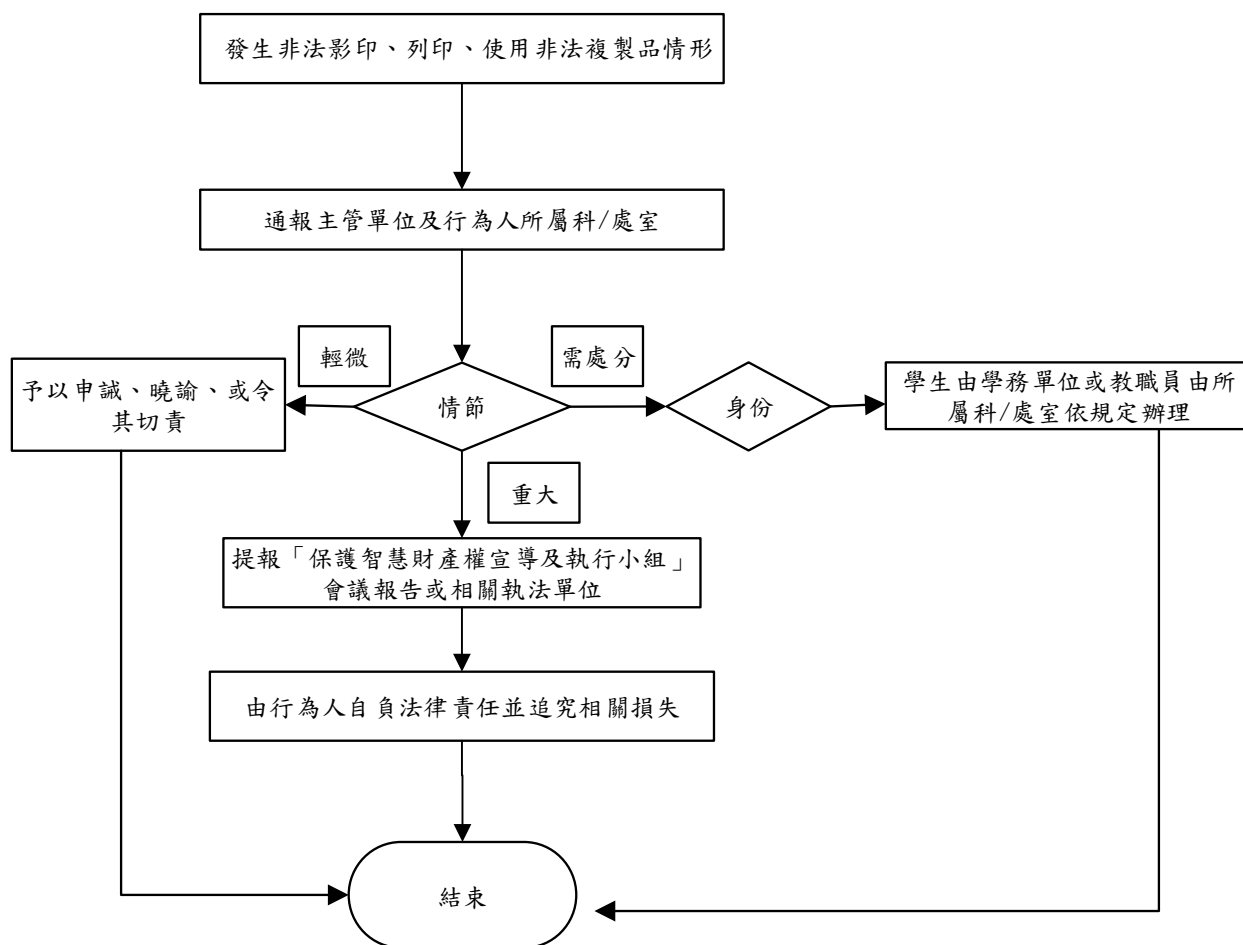 發生非法影印、列印、使用非法複製品情形
通報主管單位及行為人所屬科/處室
輕微
需處分
予以申誡、曉諭、或令
其切責
情節
身份
學生由學務單位或教職員由所
屬科/處室依規定辦理
重大
提報「保護智慧財產權宣導及執行小組」
會議報告或相關執法單位
由行為人自負法律責任並追究相關損失
結束